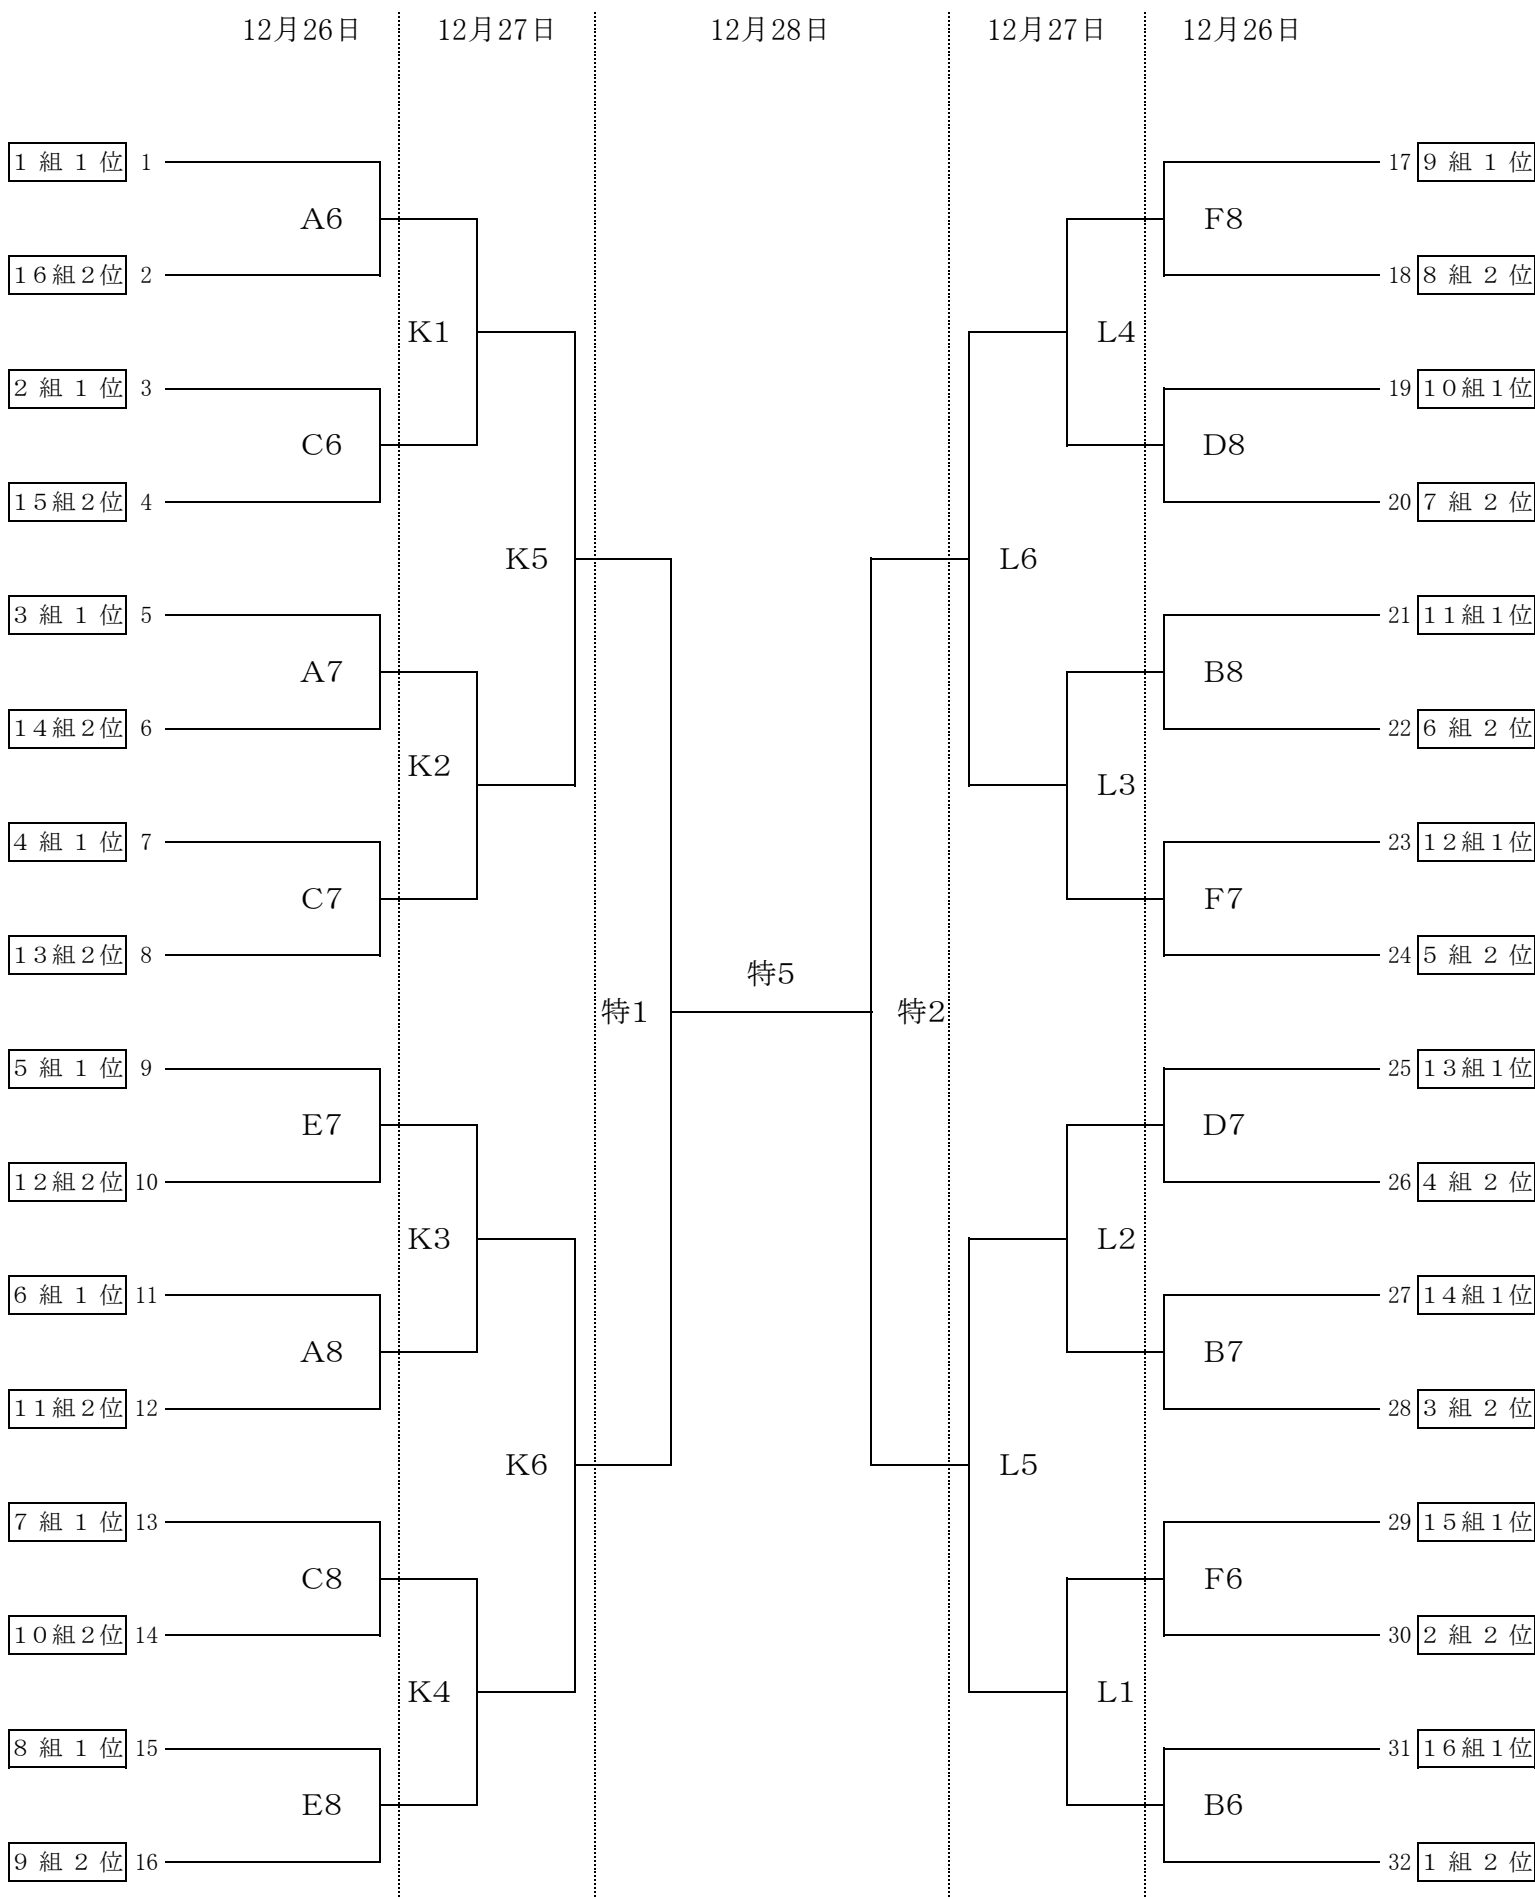 12月26日 12月27日 12月28日 12月27日 12月26日
１組１位 1 17 ９組１位
A6 F8
１６組２位 2 18 ８組２位
K1 L4
２組１位 3 19 １０組１位
C6 D8
１５組２位 4 20 ７組２位
K5 L6
３組１位 5 21 １１組１位
A7 B8
１４組２位 6 22 ６組２位
K2 L3
４組１位 7 23 １２組１位
C7 F7
１３組２位 8 24 ５組２位
特5
特1 特2
５組１位 9 25 １３組１位
E7 D7
１２組２位 10 26 ４組２位
K3 L2
６組１位 11 27 １４組１位
A8 B7
１１組２位 12 28 ３組２位
K6 L5
７組１位 13 29 １５組１位
C8 F6
１０組２位 14 30 ２組２位
K4 L1
８組１位 15 31 １６組１位
E8 B6
９組２位 16 32 １組２位